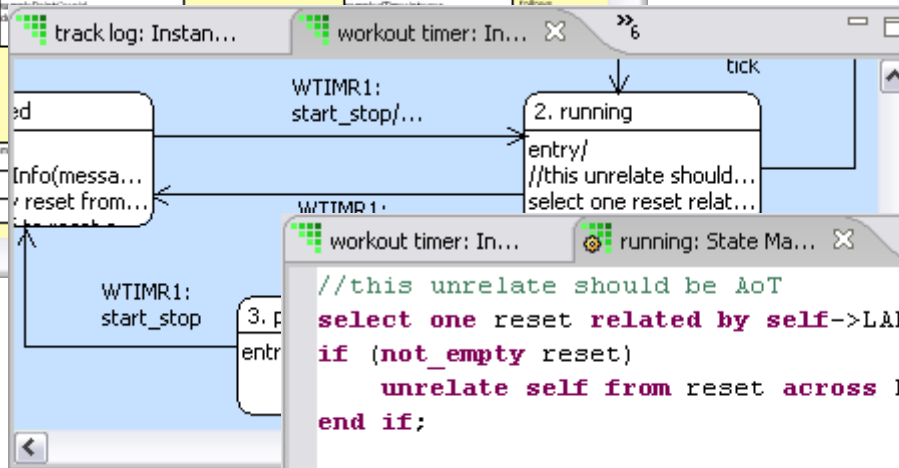 track log: Instan...
workout timer: In...
6
tick
WTIMR1:
start_stop/...
2. running
entry/
//this unrelate should...
select one reset relat...
ed
Info(messa...
reset from...
WTIMR1:
WTIMR1:
start_stop
3. p
entr
workout timer: In...
running: State Ma...
//this unrelate should be AoT
select one reset related by self->LA
if (not_empty reset)
unrelate self from reset across
end if;